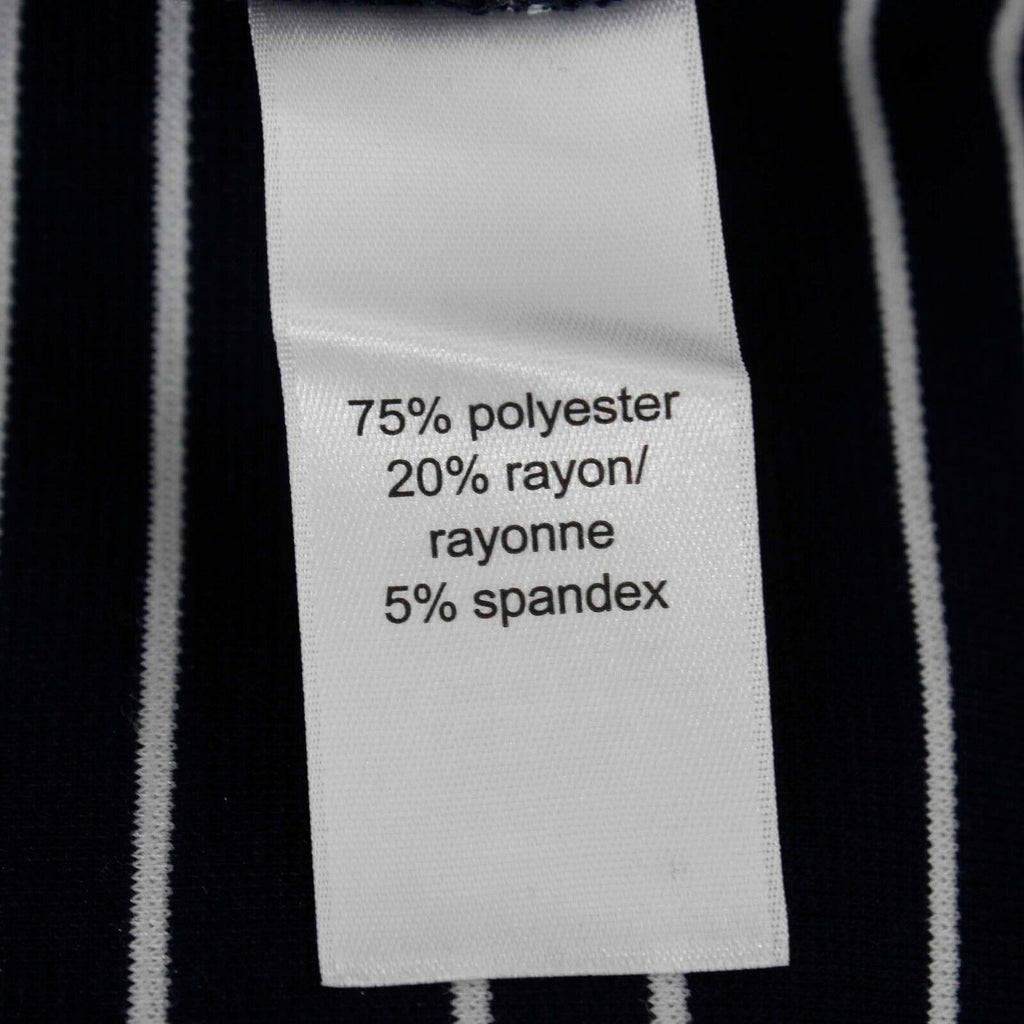 75% polyester
20% rayon/
rayonne
5% spandex